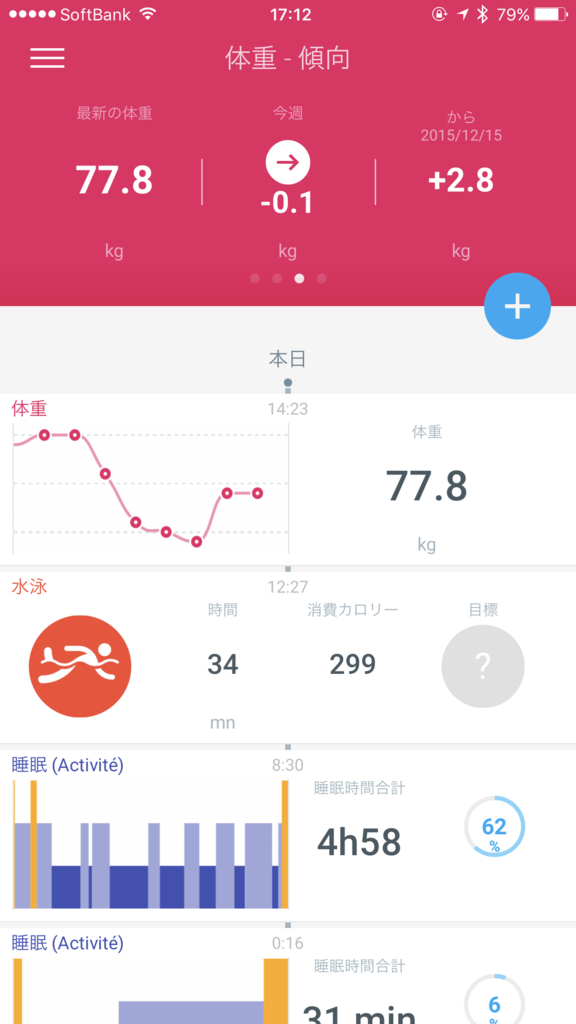 SoftBank 17:12 79%
体重 - 傾向
最新の体重 今週 から
2015/12/15
77.8 -0.1 +2.8
kg kg kg
+
本日
体重 14:23
体重
77.8
kg
水泳 12:27
時間 消費カロリー 目標
34 299 ?
mn
睡眠 (Activité) 8:30
睡眠時間合計
4h58 62
%
睡眠 (Activité) 0:16
睡眠時間合計
31 min 6
%